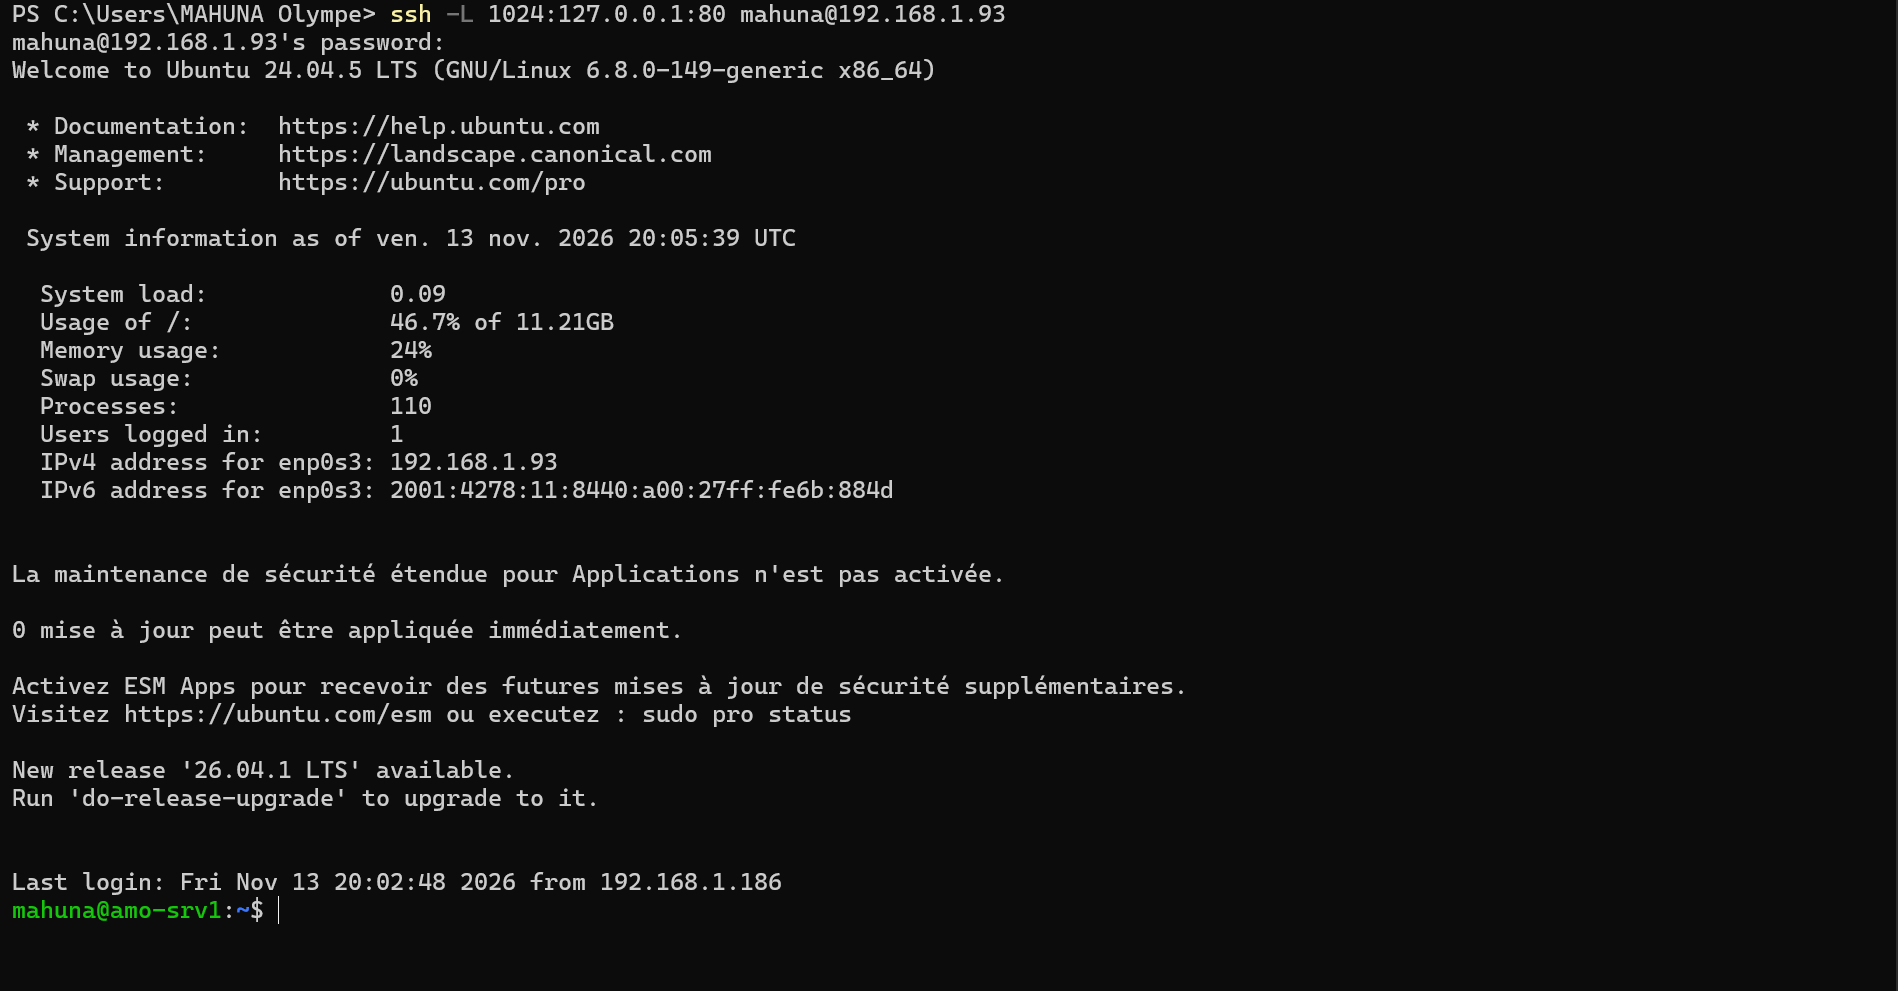 PS C:\Users\MAHUNA Olympe> ssh -L 1024:127.0.0.1:80 mahuna@192.168.1.93
mahuna@192.168.1.93's password:
Welcome to Ubuntu 24.04.5 LTS (GNU/Linux 6.8.0-149-generic x86_64)

 * Documentation:  https://help.ubuntu.com
 * Management:     https://landscape.canonical.com
 * Support:        https://ubuntu.com/pro

 System information as of ven. 13 nov. 2026 20:05:39 UTC

  System load:             0.09
  Usage of /:              46.7% of 11.21GB
  Memory usage:            24%
  Swap usage:              0%
  Processes:               110
  Users logged in:         1
  IPv4 address for enp0s3: 192.168.1.93
  IPv6 address for enp0s3: 2001:4278:11:8440:a00:27ff:fe6b:884d

La maintenance de sécurité étendue pour Applications n'est pas activée.

0 mise à jour peut être appliquée immédiatement.

Activez ESM Apps pour recevoir des futures mises à jour de sécurité supplémentaires.
Visitez https://ubuntu.com/esm ou executez : sudo pro status

New release '26.04.1 LTS' available.
Run 'do-release-upgrade' to upgrade to it.

Last login: Fri Nov 13 20:02:48 2026 from 192.168.1.186
mahuna@amo-srv1:~$